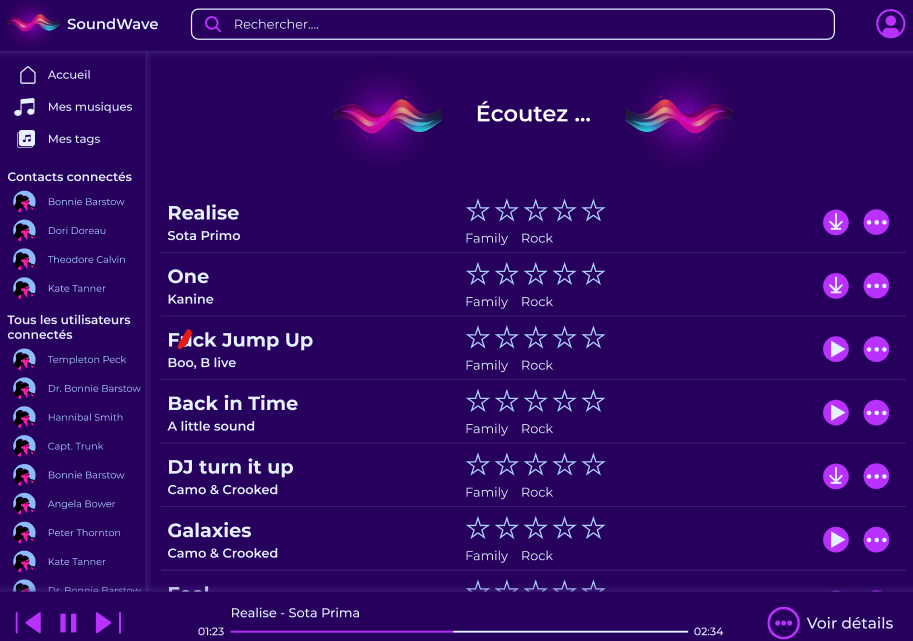 SoundWave
Rechercher....
Accueil
Mes musiques
Mes tags
Contacts connectés
Bonnie Barstow
Dori Doreau
Theodore Calvin
Kate Tanner
Tous les utilisateurs
connectés
Templeton Peck
Dr. Bonnie Barstow
Hannibal Smith
Capt. Trunk
Bonnie Barstow
Angela Bower
Peter Thornton
Kate Tanner
Dr. Bonnie Barstow
Écoutez ...
Realise
Sota Primo
Family Rock
One
Kanine
Family Rock
Jump Up
Boo, B live
Family Rock
Back in Time
A little sound
Family Rock
DJ turn it up
Camo & Crooked
Family Rock
Galaxies
Camo & Crooked
Family Rock
Realise - Sota Prima
01:23
02:34
Voir détails